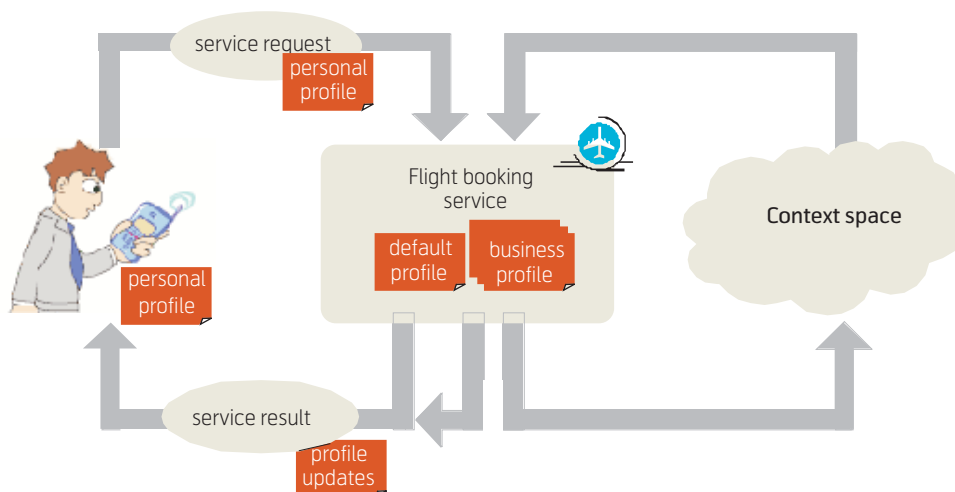 service request
personal
profile
Flight booking
service
default
profile
business
profile
Context space
personal
profile
service result
profile
updates